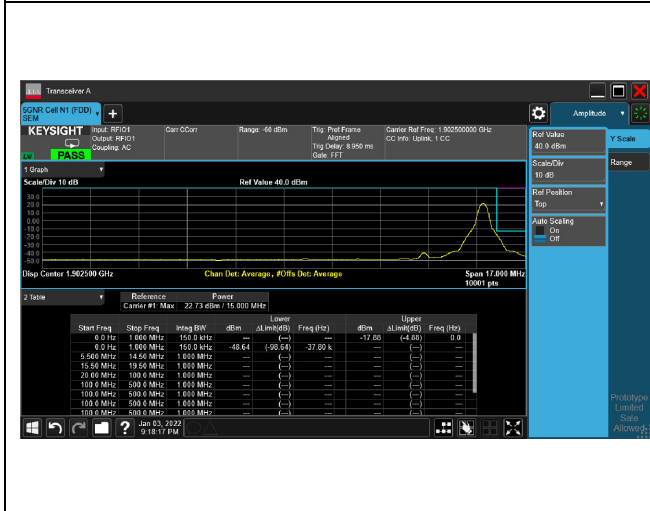 Transceiver A
5GNR Cell N1 (FDD)
SEM
Amplitude
KEYSIGHT Input: RFIO1 Corr CCorr Range: -60 dBm Trig: Pret Frame Carrier Ref Freq: 1.902500000 GHz
Output: RFIO1 Aligned CC Info: Uplink, 1 CC
Coupling: AC Trig Delay: 8.950 ms
PASS Gate: FFT
Ref Value
40.0 dBm
Y Scale
Scale/Div
10 dB
Range
Ref Position
Top
Auto Scaling
On
Off
1 Graph
Scale/Div 10 dB Ref Value 40.0 dBm
30.0
20.0
10.0
0.00
-10.0
-20.0
-30.0
-40.0
-50.0
Disp Center 1.902500 GHz Chan Det: Average, #Offs Det: Average Span 17.000 MHz
10001 pts
2 Table Reference Power
Carrier #1: Max 22.73 dBm / 15.000 MHz
Lower Upper
Start Freq Stop Freq Integ BW dBm ΔLimit(dB) Freq (Hz) dBm ΔLimit(dB) Freq (Hz)
0.0 Hz 1.000 MHz 150.0 kHz --- (---) --- -17.88 (-4.88) 0.0
0.0 Hz 1.000 MHz 150.0 kHz -48.64 (-98.64) -37.80 k --- (---) ---
5.500 MHz 14.50 MHz 1.000 MHz --- (---) --- --- (---) ---
15.50 MHz 19.50 MHz 1.000 MHz --- (---) --- --- (---) ---
20.00 MHz 100.0 MHz 1.000 MHz --- (---) --- --- (---) ---
100.0 MHz 500.0 MHz 1.000 MHz --- (---) --- --- (---) ---
100.0 MHz 500.0 MHz 1.000 MHz --- (---) --- --- (---) ---
100.0 MHz 500.0 MHz 1.000 MHz --- (---) --- --- (---) ---
100.0 MHz 500.0 MHz 1.000 MHz --- (---) --- --- (---) ---
Prototype
Limited
Sale
Allowed-
Jan 03, 2022
9:18:17 PM